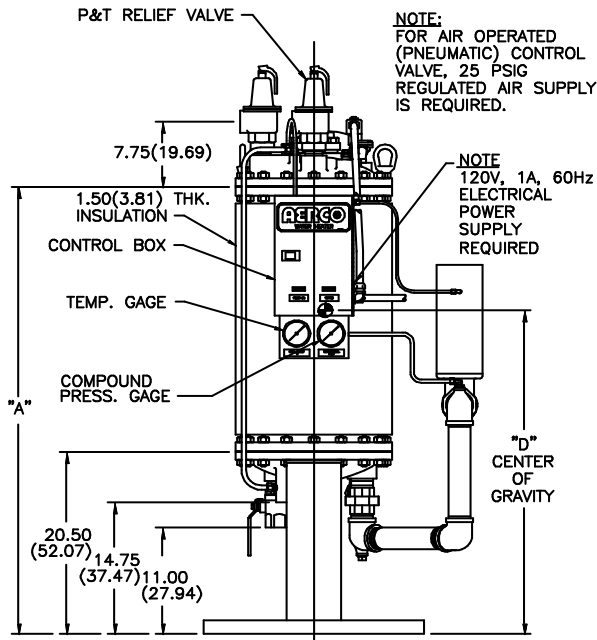 P&T RELIEF VALVE
NOTE:
FOR AIR OPERATED
(PNEUMATIC) CONTROL
VALVE, 25 PSIG
REGULATED AIR SUPPLY
IS REQUIRED.
7.75(19.69)
NOTE
120V, 1A, 60Hz
ELECTRICAL
POWER
SUPPLY
REQUIRED
1.50(3.81) THK.
INSULATION
AERCO
CONTROL BOX
TEMP. GAGE
COMPOUND
PRESS. GAGE
"A"
"D"
CENTER
OF
GRAVITY
20.50
(52.07)
14.75
(37.47)
11.00
(27.94)